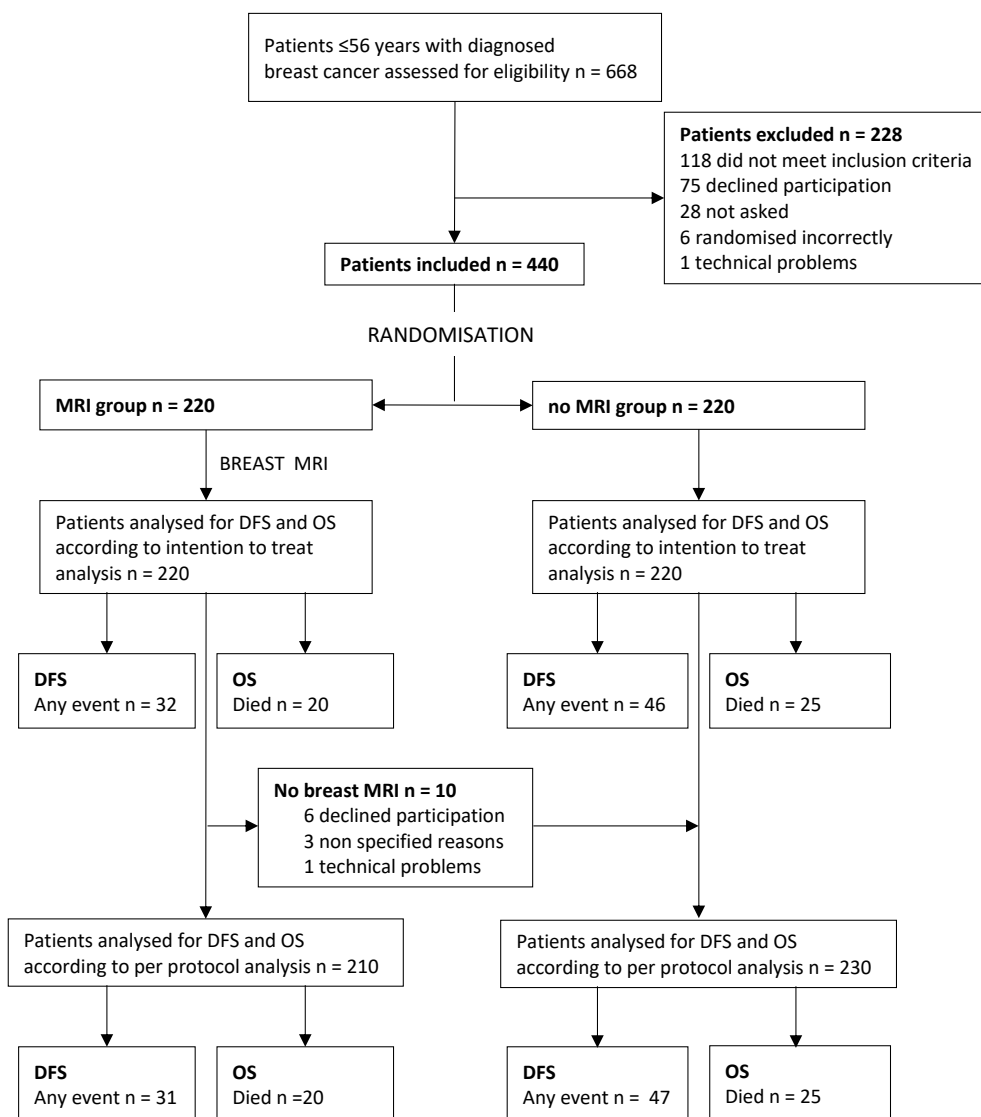 Patients ≤56 years with diagnosed
breast cancer assessed for eligibility n = 668
Patients excluded n = 228
118 did not meet inclusion criteria
75 declined participation
28 not asked
6 randomised incorrectly
1 technical problems
Patients included n = 440
RANDOMISATION
MRI group n = 220
no MRI group n = 220
BREAST MRI
Patients analysed for DFS and OS
according to intention to treat
analysis n = 220
Patients analysed for DFS and OS
according to intention to treat
analysis n = 220
DFS
Any event n = 32
OS
Died n = 20
DFS
Any event n = 46
OS
Died n = 25
No breast MRI n = 10
6 declined participation
3 non specified reasons
1 technical problems
Patients analysed for DFS and OS
according to per protocol analysis n = 210
Patients analysed for DFS and OS
according to per protocol analysis n = 230
DFS
Any event n = 31
OS
Died n =20
DFS
Any event n = 47
OS
Died n = 25